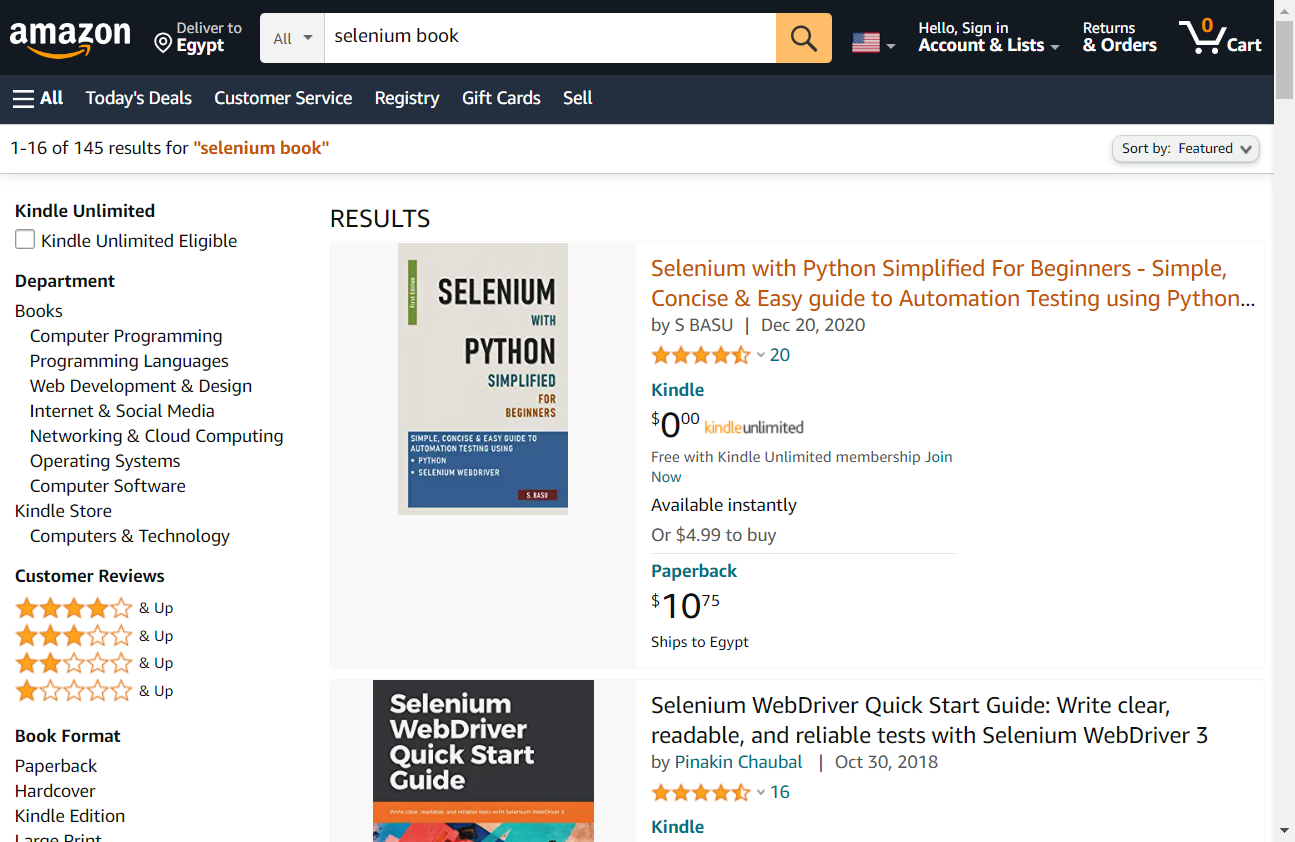 amazon
Deliver to
Egypt
All
selenium book
Hello, Sign in
Account & Lists
Returns
& Orders
0
Cart
All
Today's Deals
Customer Service
Registry
Gift Cards
Sell
1-16 of 145 results for "selenium book"
Sort by: Featured
Kindle Unlimited
Kindle Unlimited Eligible
Department
Books
Computer Programming
Programming Languages
Web Development & Design
Internet & Social Media
Networking & Cloud Computing
Operating Systems
Computer Software
Kindle Store
Computers & Technology
Customer Reviews
& Up
& Up
& Up
& Up
Book Format
Paperback
Hardcover
Kindle Edition
Large Print
RESULTS
First Edition
SELENIUM
WITH
PYTHON
SIMPLIFIED
FOR
BEGINNERS
SIMPLE, CONCISE & EASY GUIDE TO
AUTOMATION TESTING USING
• PYTHON
• SELENIUM WEBDRIVER
S. BASU
Selenium with Python Simplified For Beginners - Simple,
Concise & Easy guide to Automation Testing using Python...
by S BASU | Dec 20, 2020
20
Kindle
$000 kindleunlimited
Free with Kindle Unlimited membership Join
Now
Available instantly
Or $4.99 to buy
Paperback
$1075
Ships to Egypt
Selenium
WebDriver
Quick Start
Guide
Write clear, readable, and reliable tests with Selenium WebDriver 3
Selenium WebDriver Quick Start Guide: Write clear,
readable, and reliable tests with Selenium WebDriver 3
by Pinakin Chaubal | Oct 30, 2018
16
Kindle